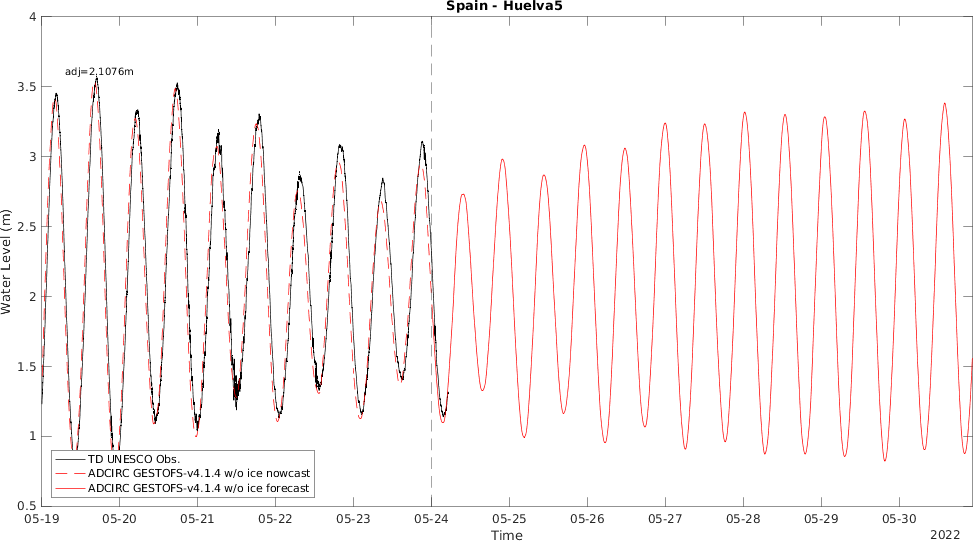 Spain - Huelva5
adj=2.1076m
Water Level (m)
4
3.5
3
2.5
2
1.5
1
0.5
TD UNESCO Obs.
ADCIRC GESTOFS-v4.1.4 w/o ice nowcast
ADCIRC GESTOFS-v4.1.4 w/o ice forecast
05-19 05-20 05-21 05-22 05-23 05-24 05-25 05-26 05-27 05-28 05-29 05-30
Time
2022